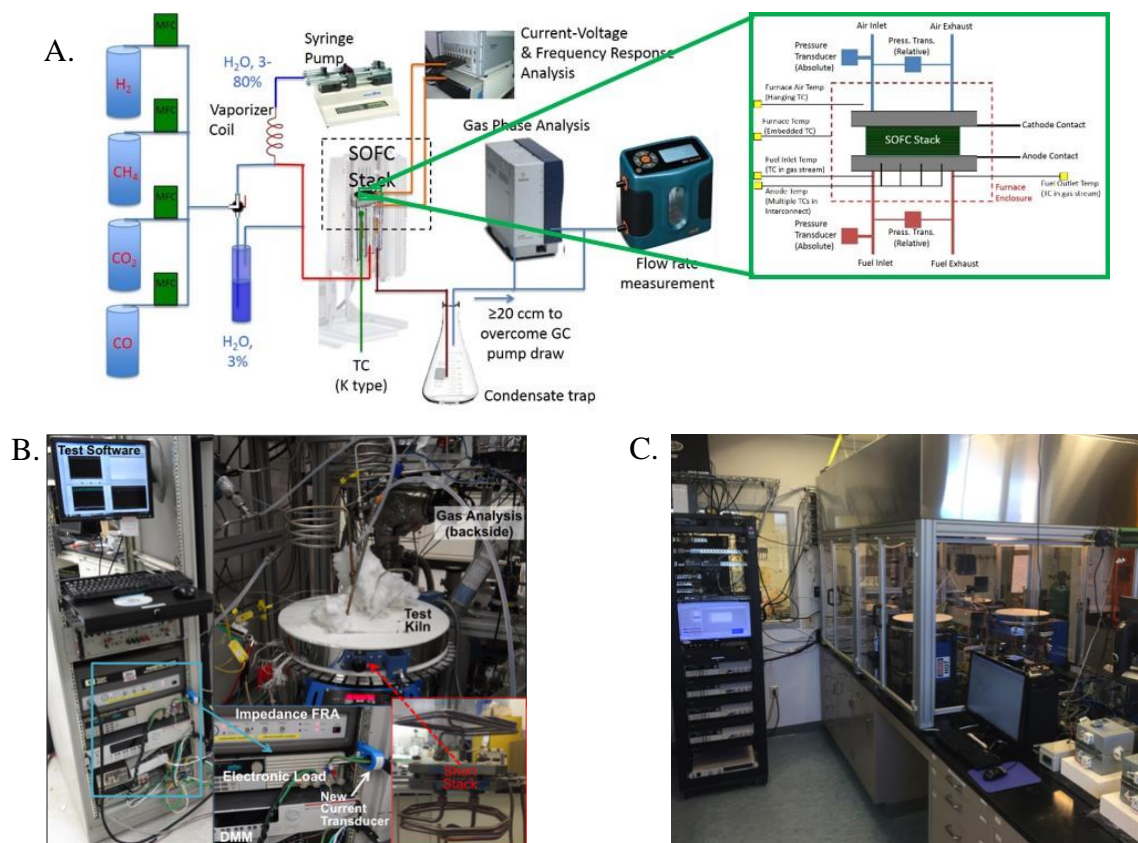 A.
MFC
H2
MFC
CH4
MFC
CO2
MFC
CO
H2O, 3-
80%
Vaporizer
Coil
H2O,
3%
Syringe
Pump
Current-Voltage
& Frequency Response
Analysis
SOFC
Stack
TC
(K type)
Gas Phase Analysis
Flow rate
measurement
≥20 ccm to
overcome GC
pump draw
Condensate trap
Air Inlet
Air Exhaust
Pressure
Transducer
(Absolute)
Press. Trans.
(Relative)
Furnace Air Temp
(Hanging TC)
Furnace Temp
(Embedded TC)
Fuel Inlet Temp
(TC in gas stream)
Anode Temp
(Multiple TCs in
Interconnect)
SOFC Stack
Cathode Contact
Anode Contact
Fuel Outlet Temp
(TC in gas stream)
Furnace
Enclosure
Pressure
Transducer
(Absolute)
Press. Trans.
(Relative)
Fuel Inlet
Fuel Exhaust
B.
Test Software
Gas Analysis
(backside)
Test
Kiln
Impedance FRA
Electronic Load
New
Current
Transducer
DMM
Short
Stack
C.